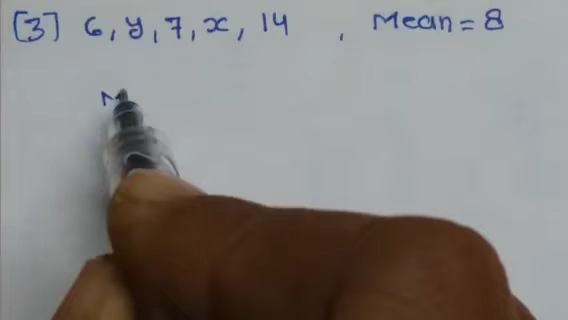 [3] 6, y, 7, x, 14 , Mean = 8